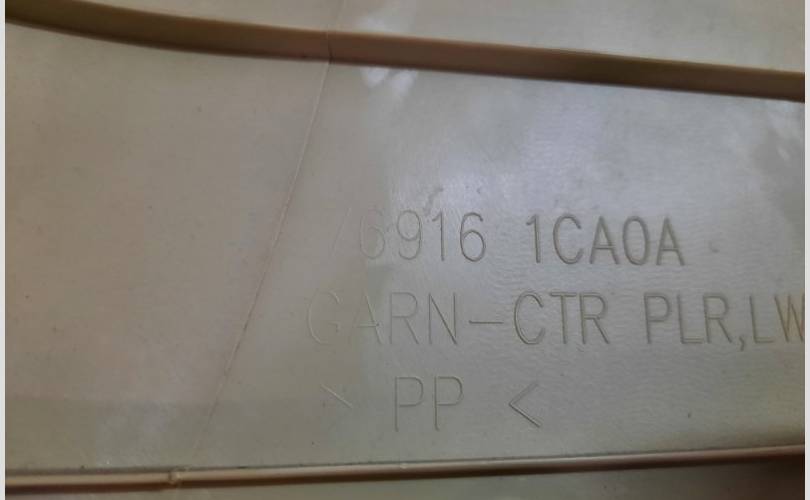 76916 1CA0A
GARN-CTR PLR,LW
> PP <